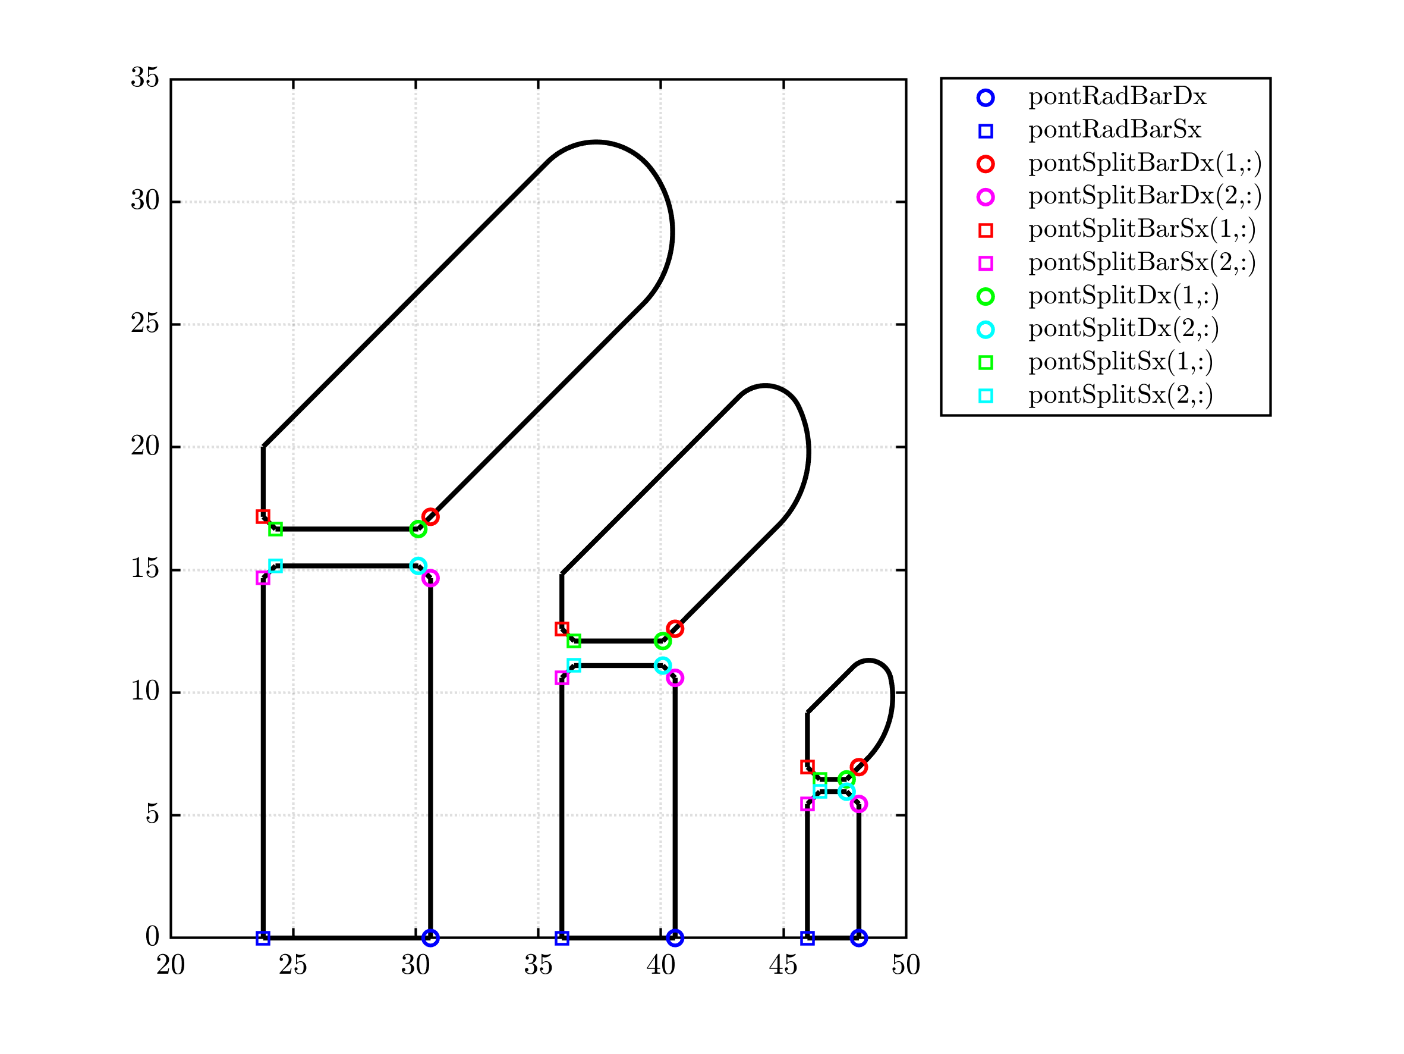 35
30
25
20
15
10
5
0
20 25 30 35 40 45 50
pontRadBarDx
pontRadBarSx
pontSplitBarDx(1,:)
pontSplitBarDx(2,:)
pontSplitBarSx(1,:)
pontSplitBarSx(2,:)
pontSplitDx(1,:)
pontSplitDx(2,:)
pontSplitSx(1,:)
pontSplitSx(2,:)